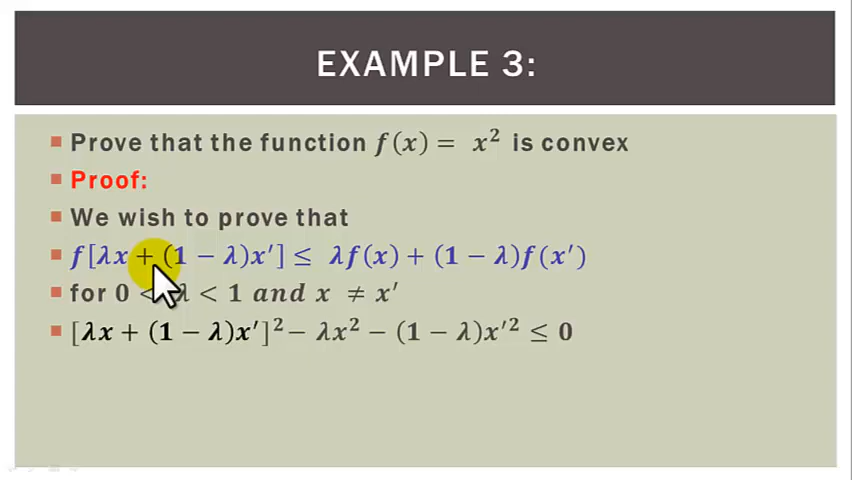 EXAMPLE 3:
Prove that the function f(x) = x² is convex
Proof:
We wish to prove that
f[λx + (1 − λ)x′] ≤ λf(x) + (1 − λ)f(x′)
for 0 < λ < 1 and x ≠ x′
[λx + (1 − λ)x′]² − λx² − (1 − λ)x′² ≤ 0